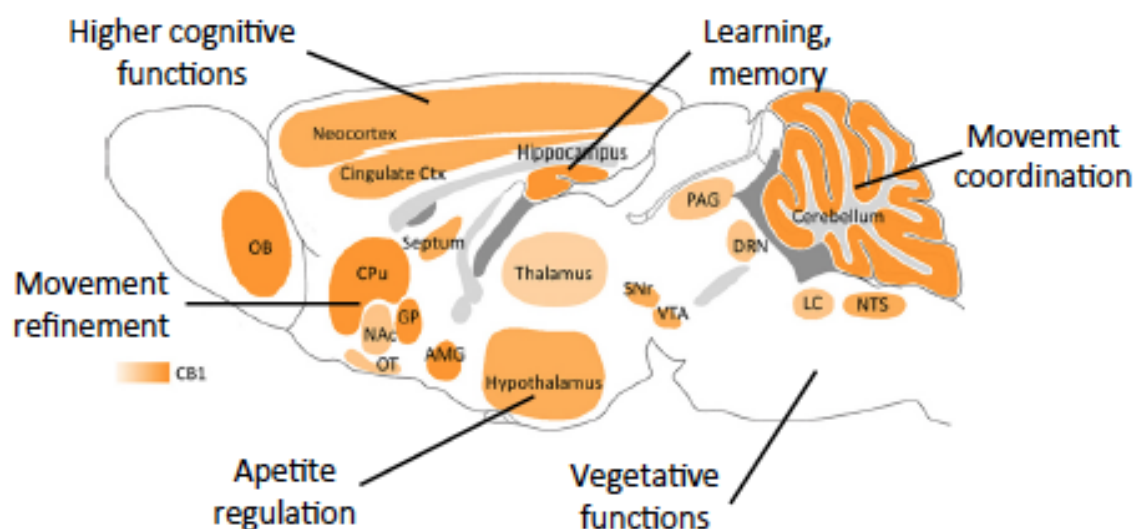 Higher cognitive
functions
Learning,
memory
Movement
coordination
Neocortex
Hippocampus
Cingulate Ctx
PAG
Cerebellum
OB
Septum
DRN
CPu
Thalamus
Movement
refinement
SNr
LC
NTS
GP
VTA
NAc
OT
AMG
CB1
Hypothalamus
Apetite
regulation
Vegetative
functions